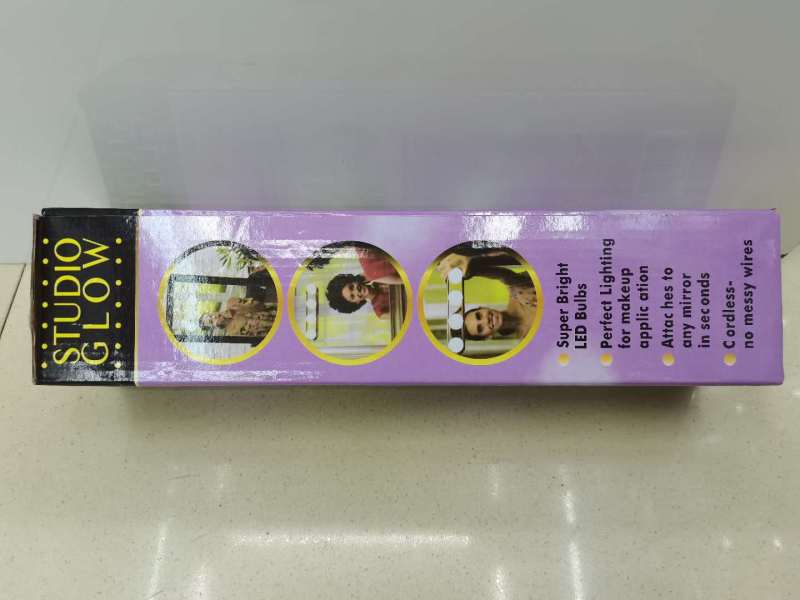 STUDIO
GLOW
Super Bright
LED Bulbs
Perfect Lighting
for makeup
applic ation
Attac hes to
any mirror
in seconds
C ordless-
no messy wires